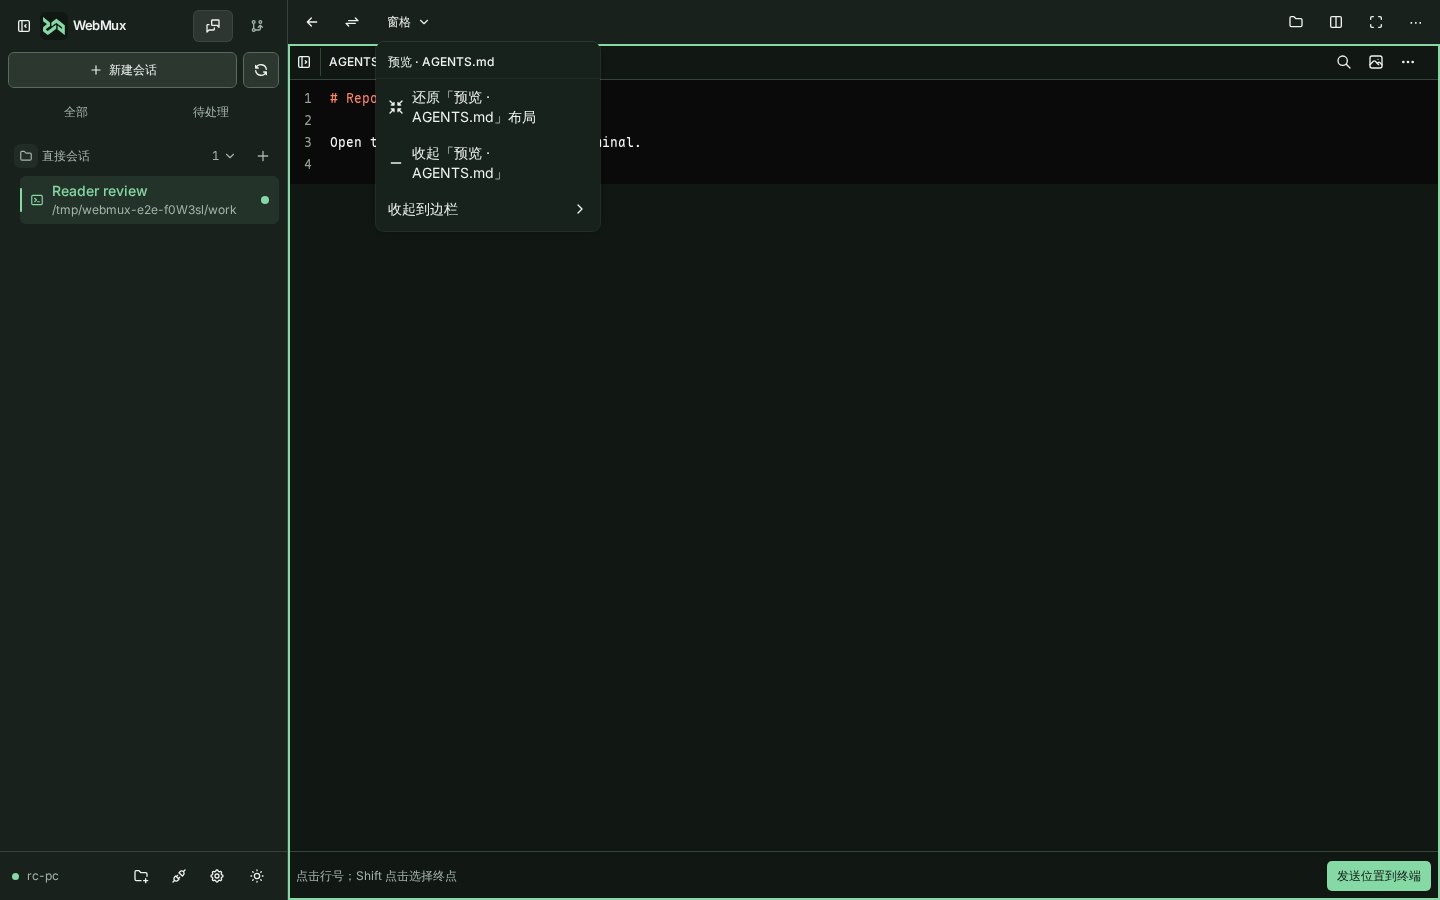 WebMux
新建会话
全部
待处理
直接会话
1
Reader review
/tmp/webmux-e2e-f0W3sl/work
rc-pc
窗格
AGENTS
预览 · AGENTS.md
还原「预览 ·
AGENTS.md」布局
收起「预览 ·
AGENTS.md」
收起到边栏
1 # Repo
2
3 Open t minal.
4
点击行号；Shift 点击选择终点
发送位置到终端